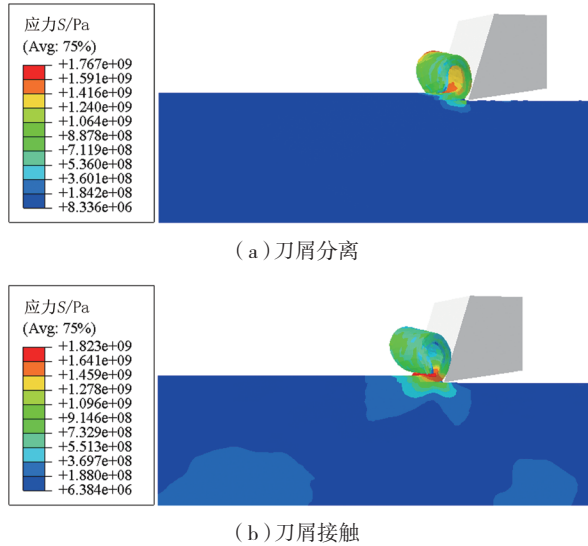 应力S/Pa
(Avg: 75%)
+1.767e+09
+1.591e+09
+1.416e+09
+1.240e+09
+1.064e+09
+8.878e+08
+7.119e+08
+5.360e+08
+3.601e+08
+1.842e+08
+8.336e+06
（a）刀屑分离
应力S/Pa
(Avg: 75%)
+1.823e+09
+1.641e+09
+1.459e+09
+1.278e+09
+1.096e+09
+9.146e+08
+7.329e+08
+5.513e+08
+3.697e+08
+1.880e+08
+6.384e+06
（b）刀屑接触